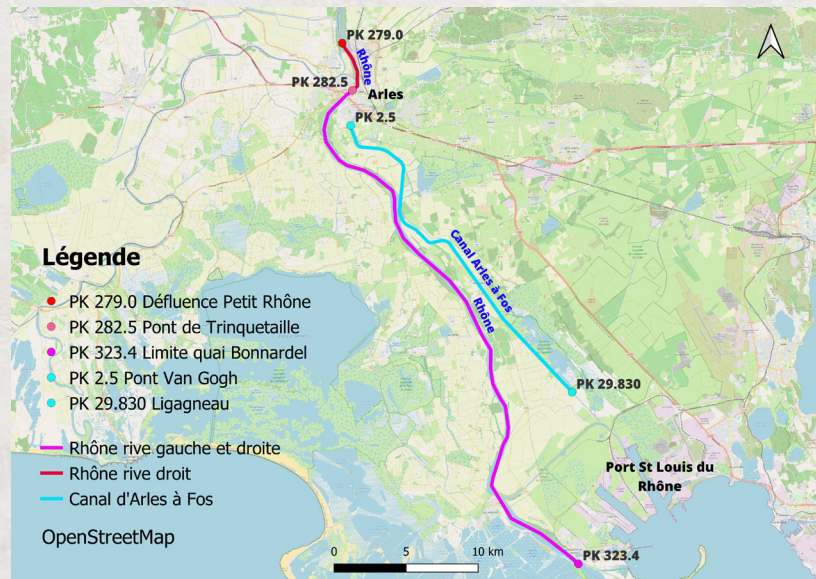 PK 279.0
Rhône
PK 282.5
Arles
PK 2.5
Canal Arles à Fos
Rhône
Légende
PK 279.0 Défluence Petit Rhône
PK 282.5 Pont de Trinquetaille
PK 323.4 Limite quai Bonnardel
PK 2.5 Pont Van Gogh
PK 29.830 Ligagneau
Rhône rive gauche et droite
Rhône rive droit
Canal d'Arles à Fos
OpenStreetMap
PK 29.830
Port St Louis du
Rhône
PK 323.4
0 5 10 km